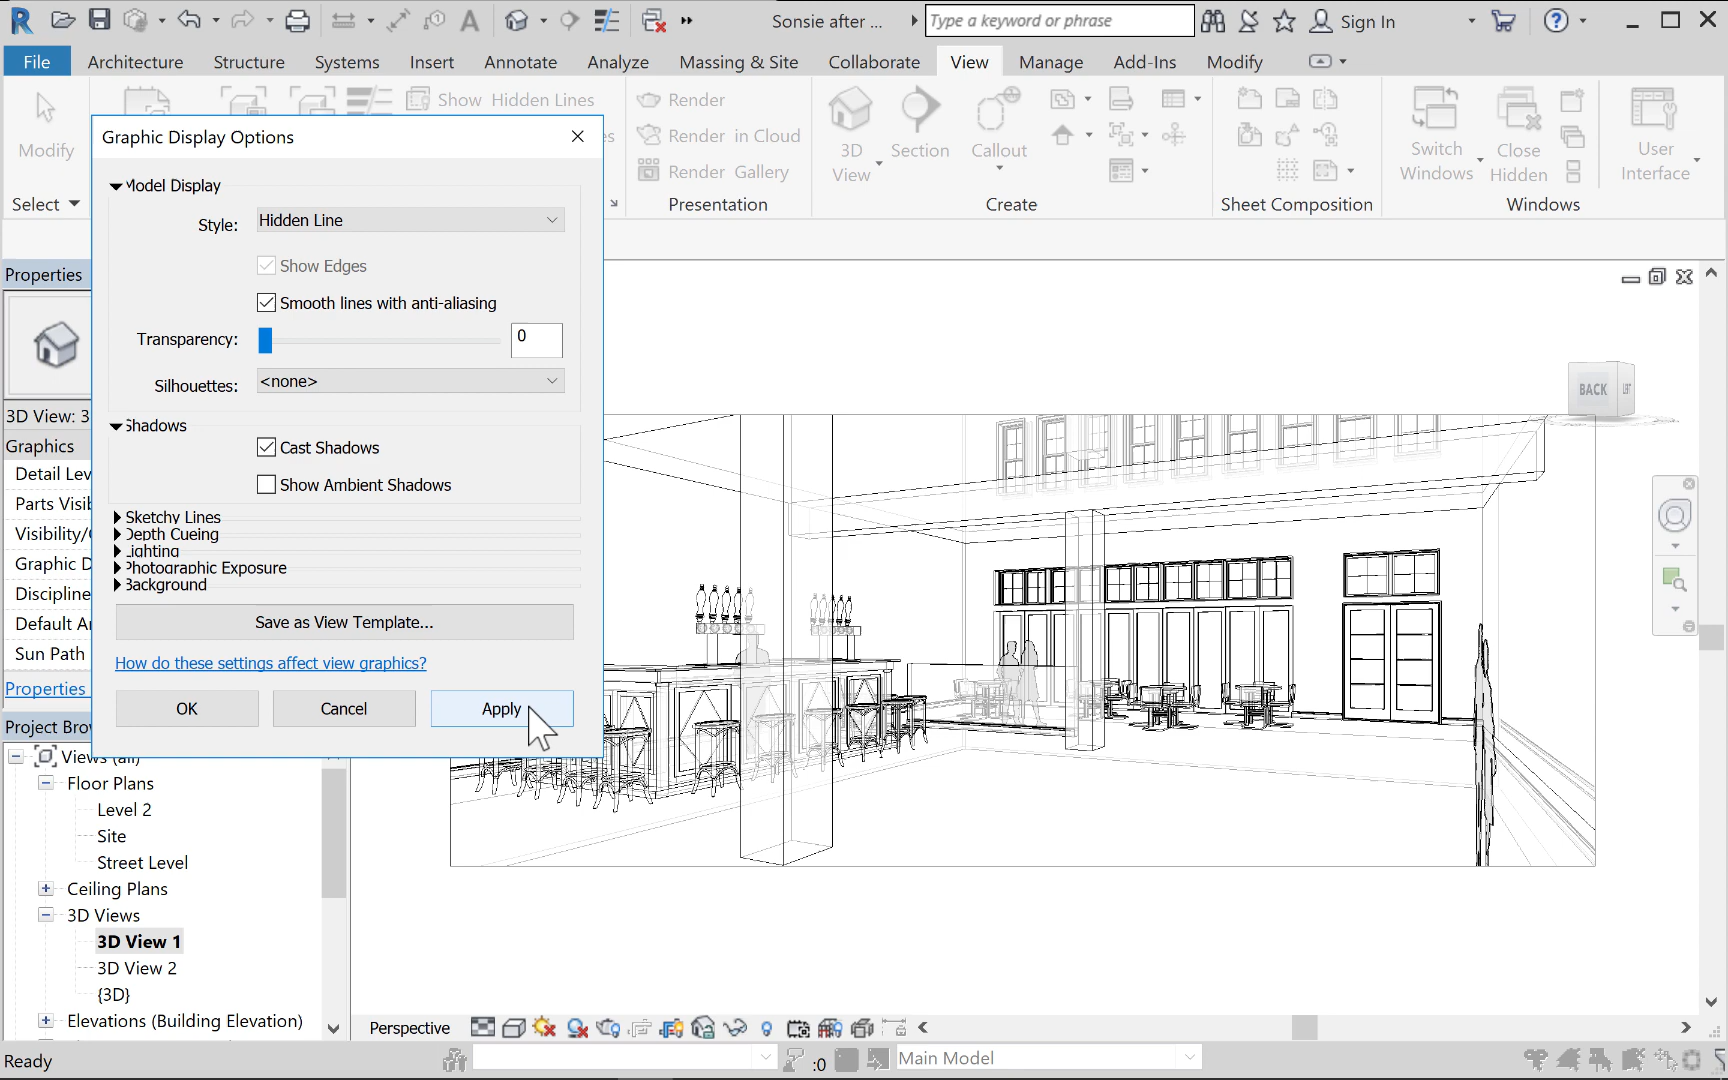 Sonsie after ...
Type a keyword or phrase
Sign In
File
Architecture
Structure
Systems
Insert
Annotate
Analyze
Massing & Site
Collaborate
View
Manage
Add-Ins
Modify
Modify
Select
Show Hidden Lines
Render
Render in Cloud
Render Gallery
Presentation
3D
View
Section
Callout
Create
Sheet Composition
Switch
Windows
Close
Hidden
User
Interface
Windows
Graphic Display Options
Model Display
Style:
Hidden Line
Show Edges
Smooth lines with anti-aliasing
Transparency:
0
Silhouettes:
<none>
Shadows
Cast Shadows
Show Ambient Shadows
Sketchy Lines
Depth Cueing
Lighting
Photographic Exposure
Background
Save as View Template...
How do these settings affect view graphics?
OK
Cancel
Apply
Properties
3D View: 3
Graphics
Detail Lev
Parts Visib
Visibility/
Graphic D
Discipline
Default A
Sun Path
Properties
Project Brow
Views (all)
Floor Plans
Level 2
Site
Street Level
Ceiling Plans
3D Views
3D View 1
3D View 2
{3D}
Elevations (Building Elevation)
BACK
Perspective
Ready
:0
Main Model